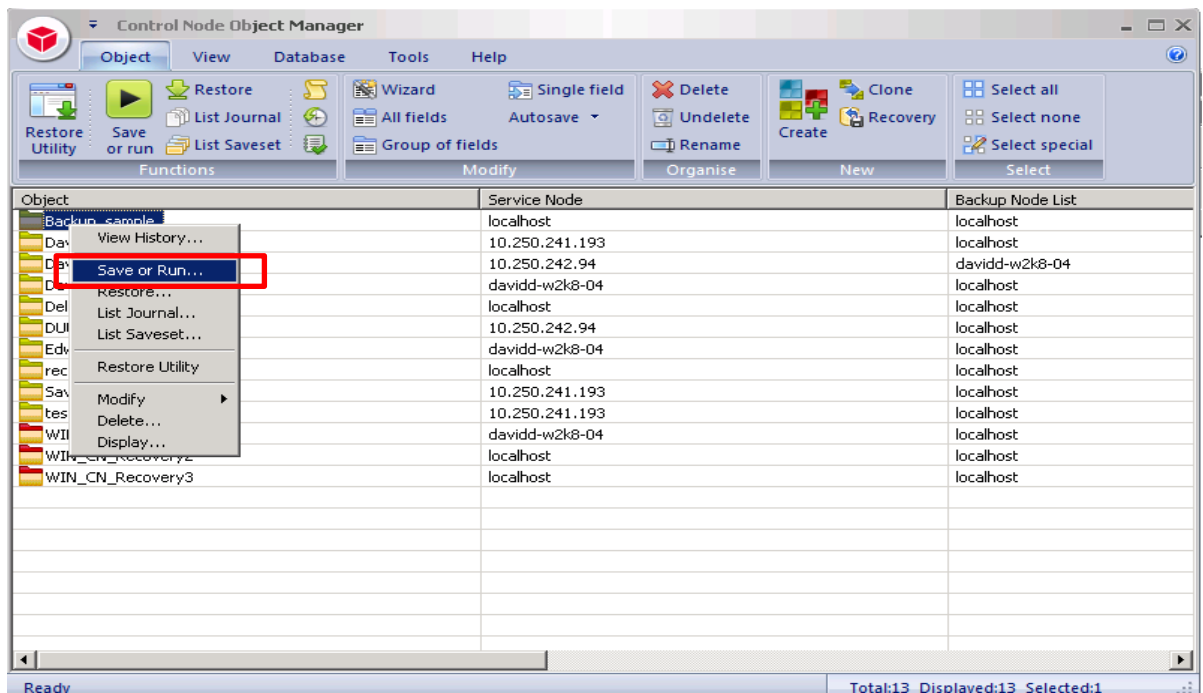 Control Node Object Manager
Object View Database Tools Help
Restore Wizard Single field Delete Clone Select all
List Journal All fields Autosave Undelete Recovery Select none
Restore Utility Save or run List Saveset Group of fields Rename Create Select special
Functions Modify Organise New Select
Object Service Node Backup Node List
Backup_sample localhost localhost
View History...
10.250.241.193 localhost
Save or Run... 10.250.242.94 davidd-w2k8-04
Restore... davidd-w2k8-04 localhost
List Journal... localhost localhost
List Saveset... 10.250.242.94 localhost
davidd-w2k8-04 localhost
Restore Utility localhost localhost
Modify 10.250.241.193 localhost
Delete... 10.250.241.193 localhost
Display... davidd-w2k8-04 localhost
WIN_CN_Recovery2 localhost localhost
WIN_CN_Recovery3 localhost localhost
Ready Total:13 Displayed:13 Selected:1